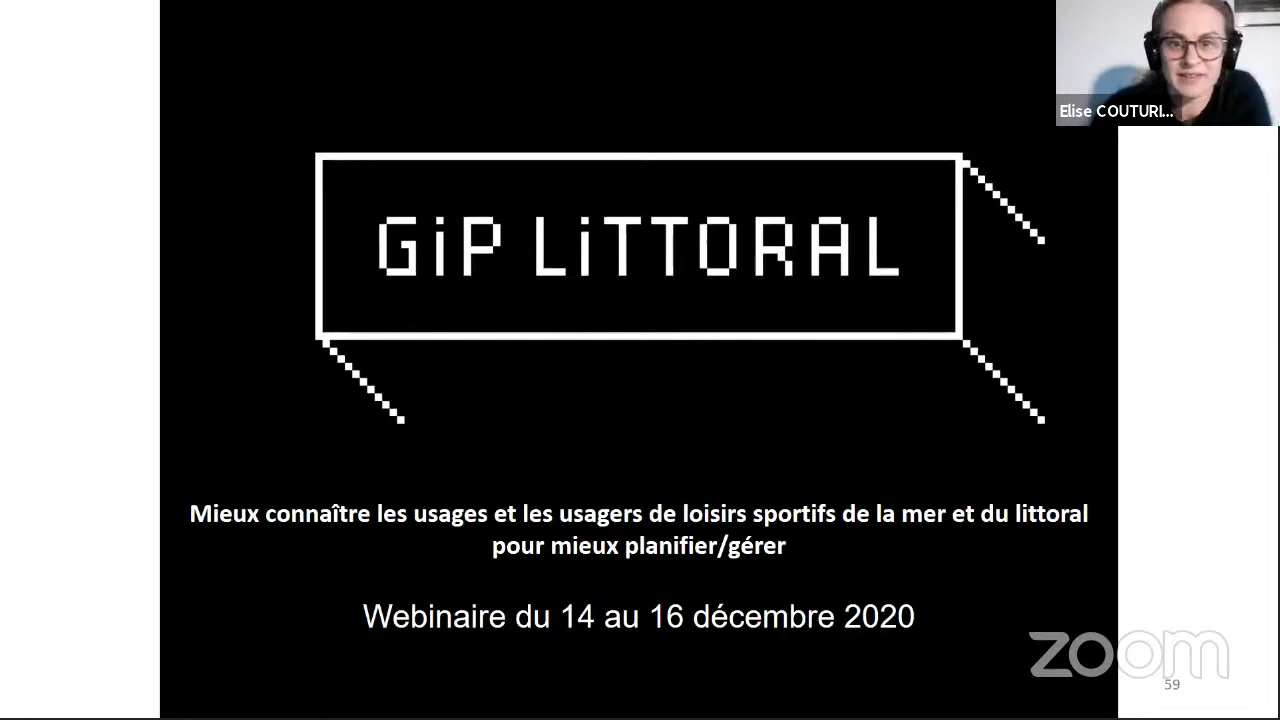 Elise COUTURI...
GiP LiTTORAL
Mieux connaître les usages et les usagers de loisirs sportifs de la mer et du littoral
pour mieux planifier/gérer
Webinaire du 14 au 16 décembre 2020
zoom
59